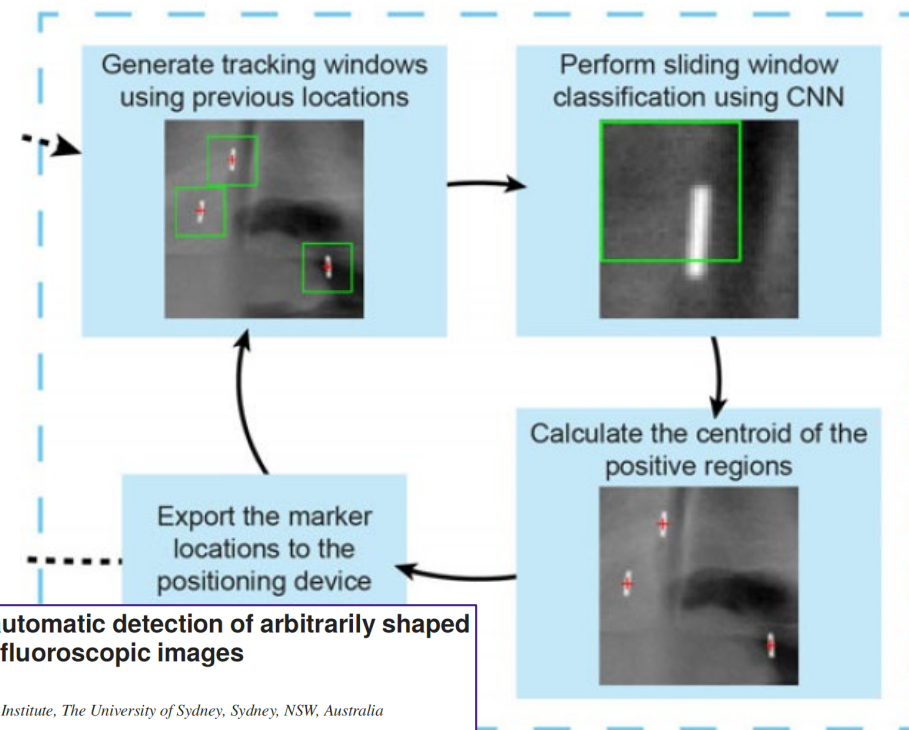 Generate tracking windows
using previous locations
Perform sliding window
classification using CNN
Calculate the centroid of the
positive regions
Export the marker
locations to the
positioning device
automatic detection of arbitrarily shaped
fluoroscopic images
Institute, The University of Sydney, Sydney, NSW, Australia